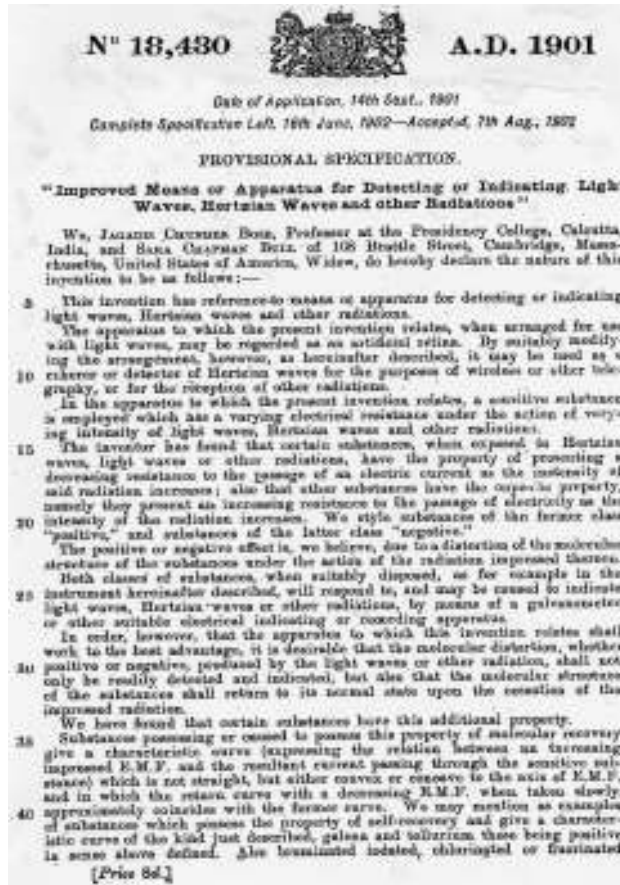 Nº 18,430
A.D. 1901
Date of Application, 14th Sept., 1901
Complete Specification Left, 16th June, 1902—Accepted, 7th Aug., 1902
PROVISIONAL SPECIFICATION.
"Improved Means or Apparatus for Detecting or Indicating Light
Waves, Hertzian Waves and other Radiations"
We, JAGADIS CHUNDER BOSE, Professor at the Presidency College, Calcutta,
India, and SARA CHAPMAN BULL of 168 Brattle Street, Cambridge, Massa-
chusetts, United States of America, Widow, do hereby declare the nature of this
invention to be as follows:—
5 This invention has reference to means or apparatus for detecting or indicating
light waves, Hertzian waves and other radiations.
The apparatus to which the present invention relates, when arranged for use
with light waves, may be regarded as an artificial retina. By suitably modify-
ing the arrangement, however, as hereinafter described, it may be used as a
10 coherer or detector of Hertzian waves for the purposes of wireless or other tele-
graphy, or for the reception of other radiations.
In the apparatus to which the present invention relates, a sensitive substance
is employed which has a varying electrical resistance under the action of vary-
ing intensity of light waves, Hertzian waves and other radiations.
15 The inventor has found that certain substances, when exposed to Hertzian
waves, light waves or other radiations, have the property of presenting a
decreasing resistance to the passage of an electric current as the intensity of
said radiation increases; also that other substances have the opposite property,
namely they present an increasing resistance to the passage of electricity as the
20 intensity of the radiation increases. We style substances of the former class
"positive," and substances of the latter class "negative."
The positive or negative effect is, we believe, due to a distortion of the molecular
structure of the substances under the action of the radiation impressed thereon.
Both classes of substances, when suitably disposed, as for example in the
25 instrument hereinafter described, will respond to, and may be caused to indicate
light waves, Hertzian waves or other radiations, by means of a galvanometer
or other suitable electrical indicating or recording apparatus.
In order, however, that the apparatus to which this invention relates shall
work to the best advantage, it is desirable that the molecular distortion, whether
30 positive or negative, produced by the light waves or other radiation, shall not
only be readily detected and indicated, but also that the molecular structure
of the substances shall return to its normal state upon the cessation of the
impressed radiation.
We have found that certain substances have this additional property.
35 Substances possessing or caused to possess this property of molecular recovery
give a characteristic curve (expressing the relation between an increasing
impressed E.M.F. and the resultant current passing through the sensitive sub-
stance) which is not straight, but either convex or concave to the axis of E.M.F.
and in which the return curve with a decreasing E.M.F. when taken slowly
40 approximately coincides with the former curve. We may mention as examples
of substances which possess the property of self-recovery and give a character-
istic curve of the kind just described, galena and tellurium these being positive
in sense above defined. Also
[Price 8d.]